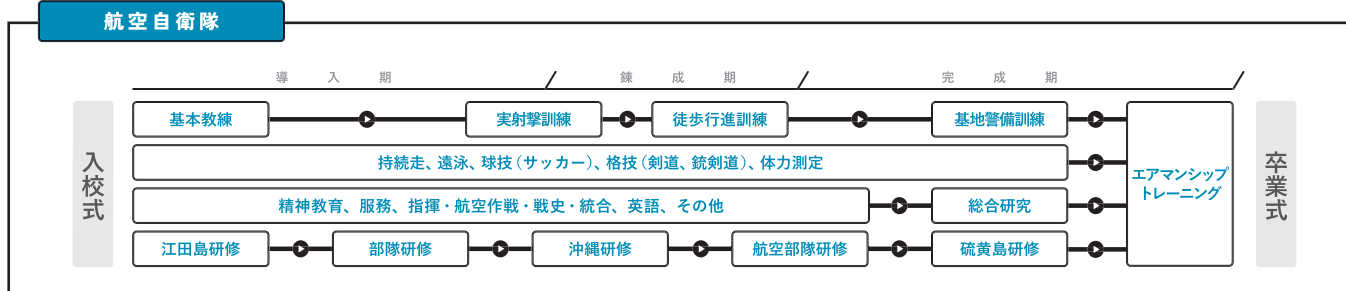 航空自衛隊
導入期
錬成期
完成期
入校式
基本教練
実射撃訓練
徒歩行進訓練
基地警備訓練
持続走、遠泳、球技（サッカー）、格技（剣道、銃剣道）、体力測定
精神教育、服務、指揮・航空作戦・戦史・統合、英語、その他
総合研究
江田島研修
部隊研修
沖縄研修
航空部隊研修
硫黄島研修
エアマンシップ
トレーニング
卒業式